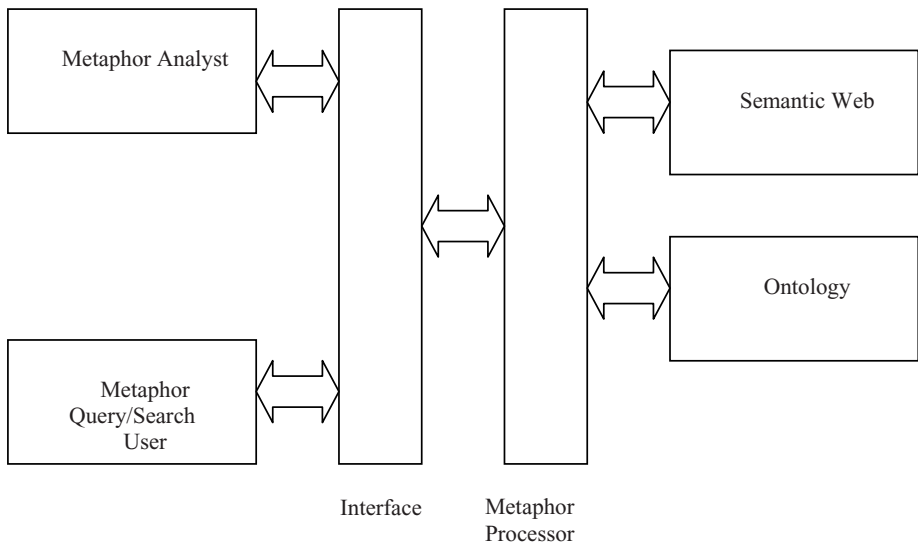 Metaphor Analyst
Semantic Web
Ontology
Metaphor
Query/Search
User
Interface
Metaphor
Processor